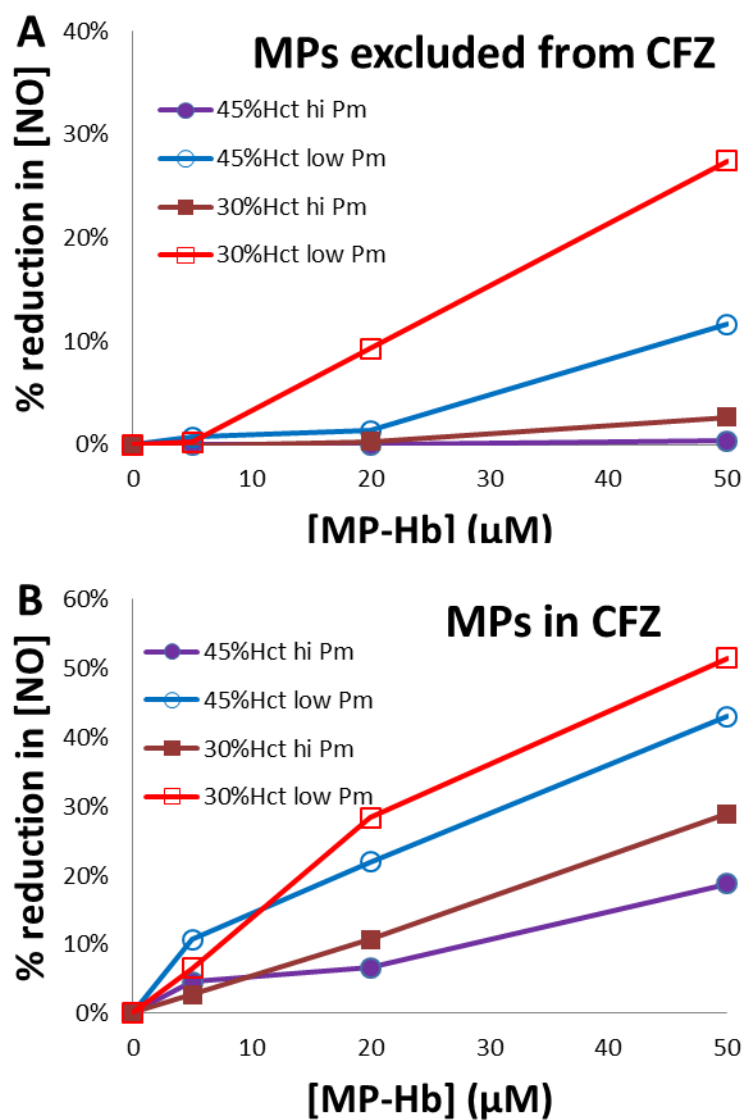 A
MPs excluded from CFZ
% reduction in [NO]
40%
30%
20%
10%
0%
45%Hct hi Pm
45%Hct low Pm
30%Hct hi Pm
30%Hct low Pm
0 10 20 30 40 50
[MP-Hb] (µM)
B
MPs in CFZ
% reduction in [NO]
60%
50%
40%
30%
20%
10%
0%
45%Hct hi Pm
45%Hct low Pm
30%Hct hi Pm
30%Hct low Pm
0 10 20 30 40 50
[MP-Hb] (µM)